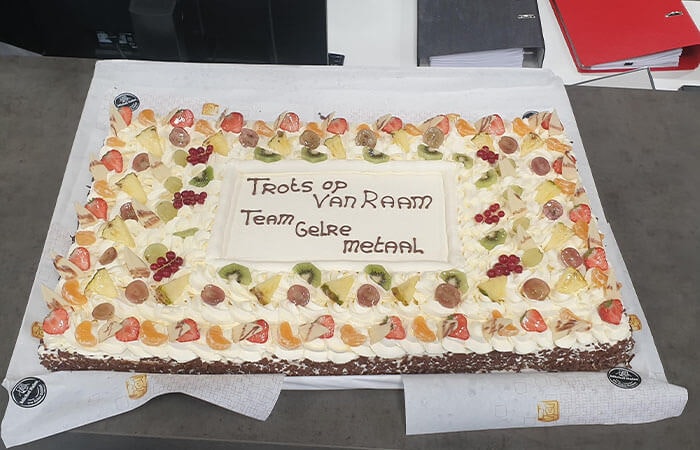 Trots op
van Raam
Team
Gelre
metaal